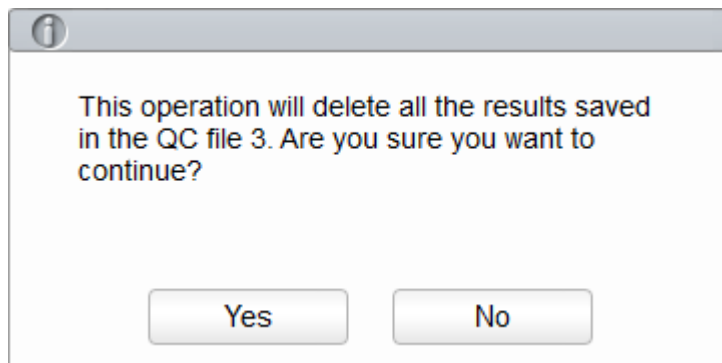 This operation will delete all the results saved
in the QC file 3. Are you sure you want to
continue?
Yes
No